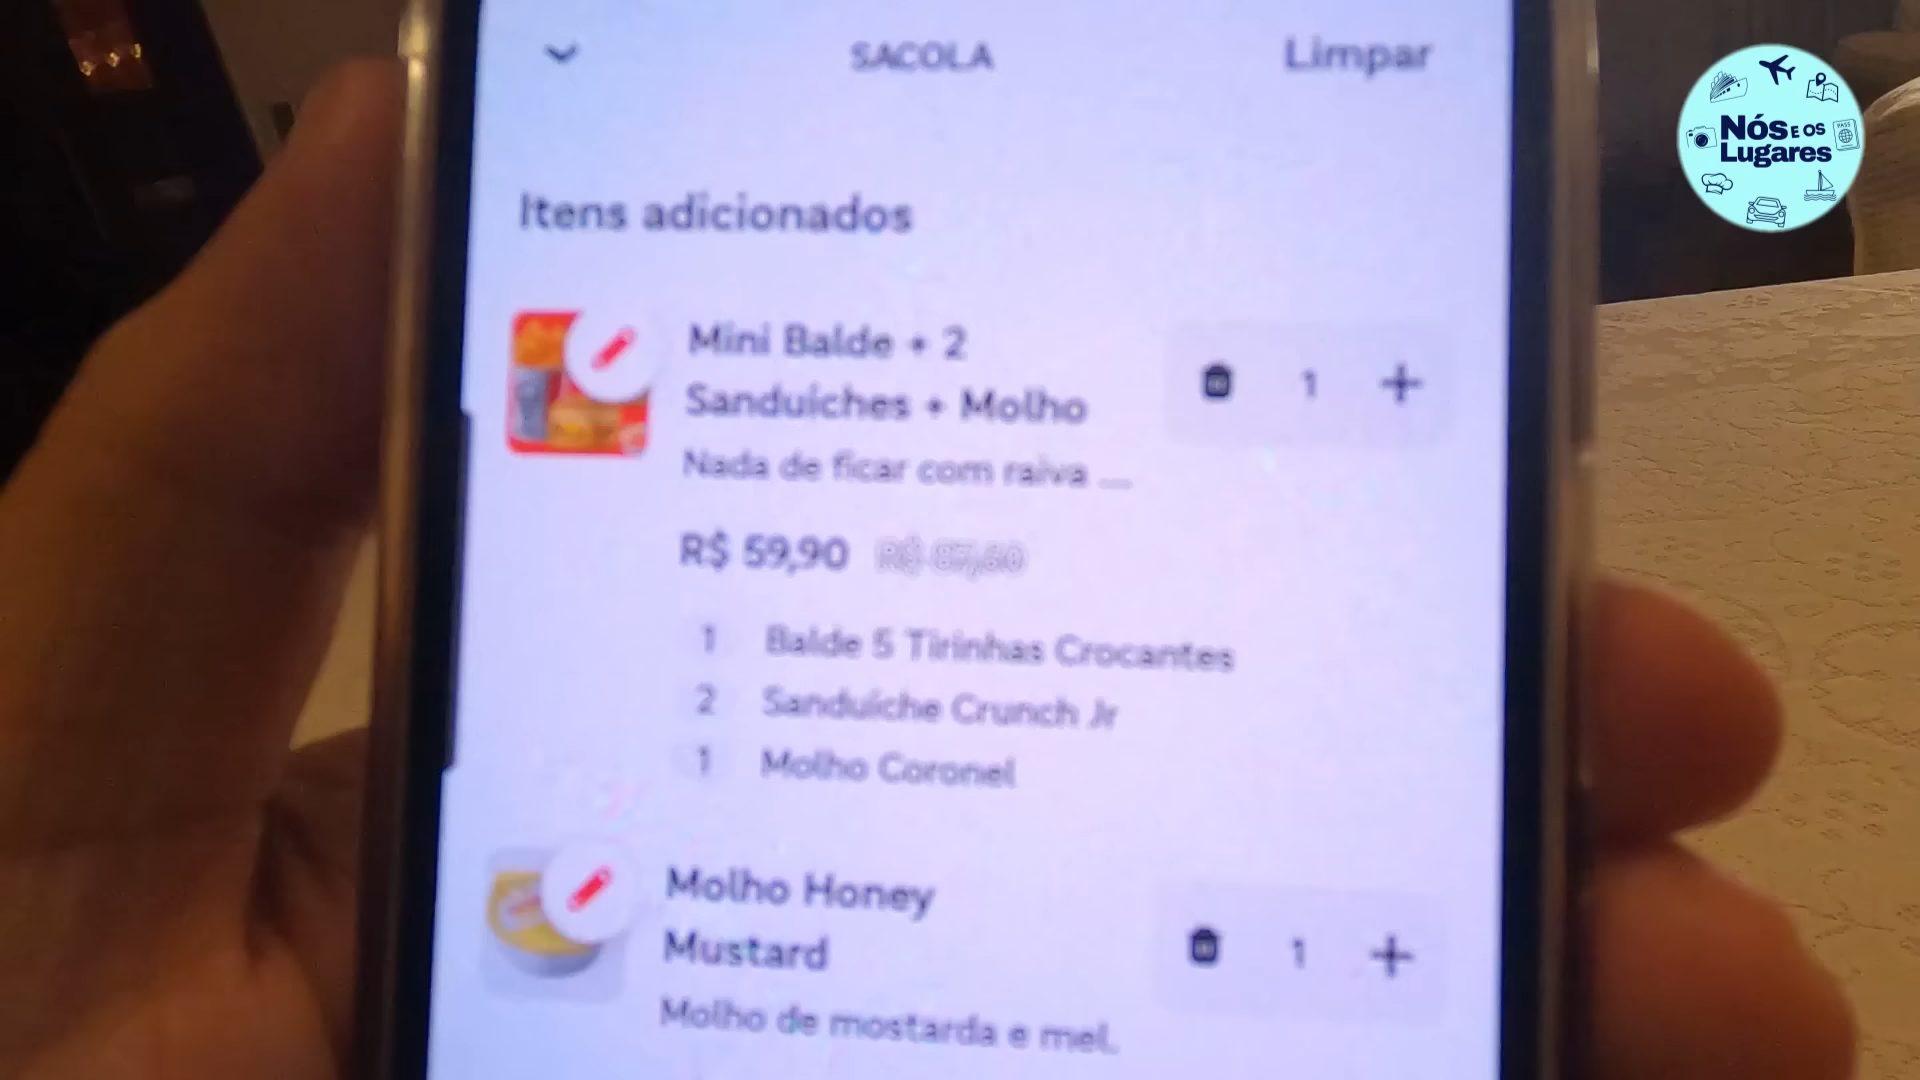 SACOLA
Limpar
Itens adicionados
Mini Balde + 2
Sanduíches + Molho
1
Nada de ficar com raiva ...
R$ 59,90
1 Balde 5 Tirinhas Crocantes
2 Sanduíche Crunch Jr
1 Molho Coronel
Molho Honey
Mustard
1
Molho de mostarda e mel.
Nós E OS
Lugares